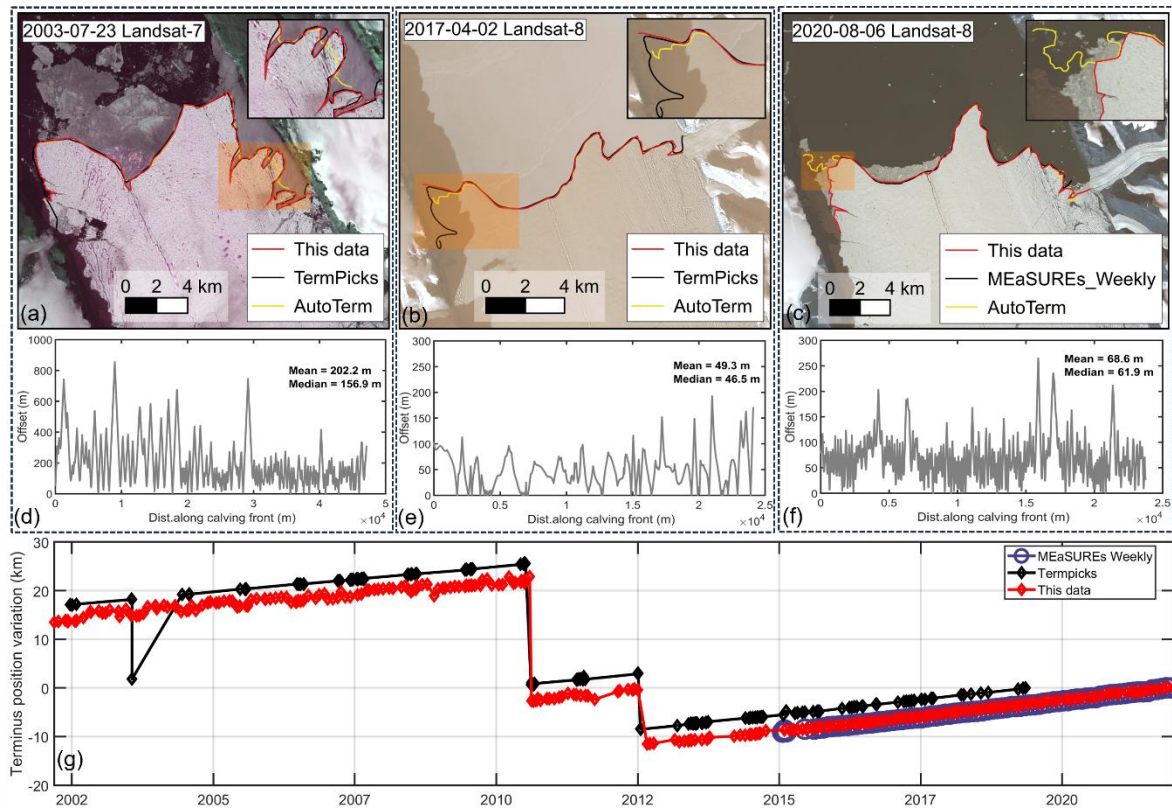 2003-07-23 Landsat-7
2017-04-02 Landsat-8
2020-08-06 Landsat-8
This data
TermPicks
AutoTerm
0 2 4 km
(a)
This data
TermPicks
AutoTerm
0 2 4 km
(b)
This data
MEaSUREs_Weekly
AutoTerm
0 2 4 km
(c)
1000
800
600
400
200
0
Offset (m)
Mean = 202.2 m
Median = 156.9 m
0 1 2 3 4 5
×10⁴
Dist.along calving front (m)
(d)
300
250
200
150
100
50
0
Offset (m)
Mean = 49.3 m
Median = 46.5 m
0 0.5 1 1.5 2 2.5
×10⁴
Dist.along calving front (m)
(e)
300
250
200
150
100
50
0
Offset (m)
Mean = 68.6 m
Median = 61.9 m
0 0.5 1 1.5 2 2.5
×10⁴
Dist.along calving front (m)
(f)
30
20
10
0
-10
-20
Terminus position variation (km)
MEaSUREs Weekly
Termpicks
This data
(g)
2002 2005 2007 2010 2012 2015 2017 2020